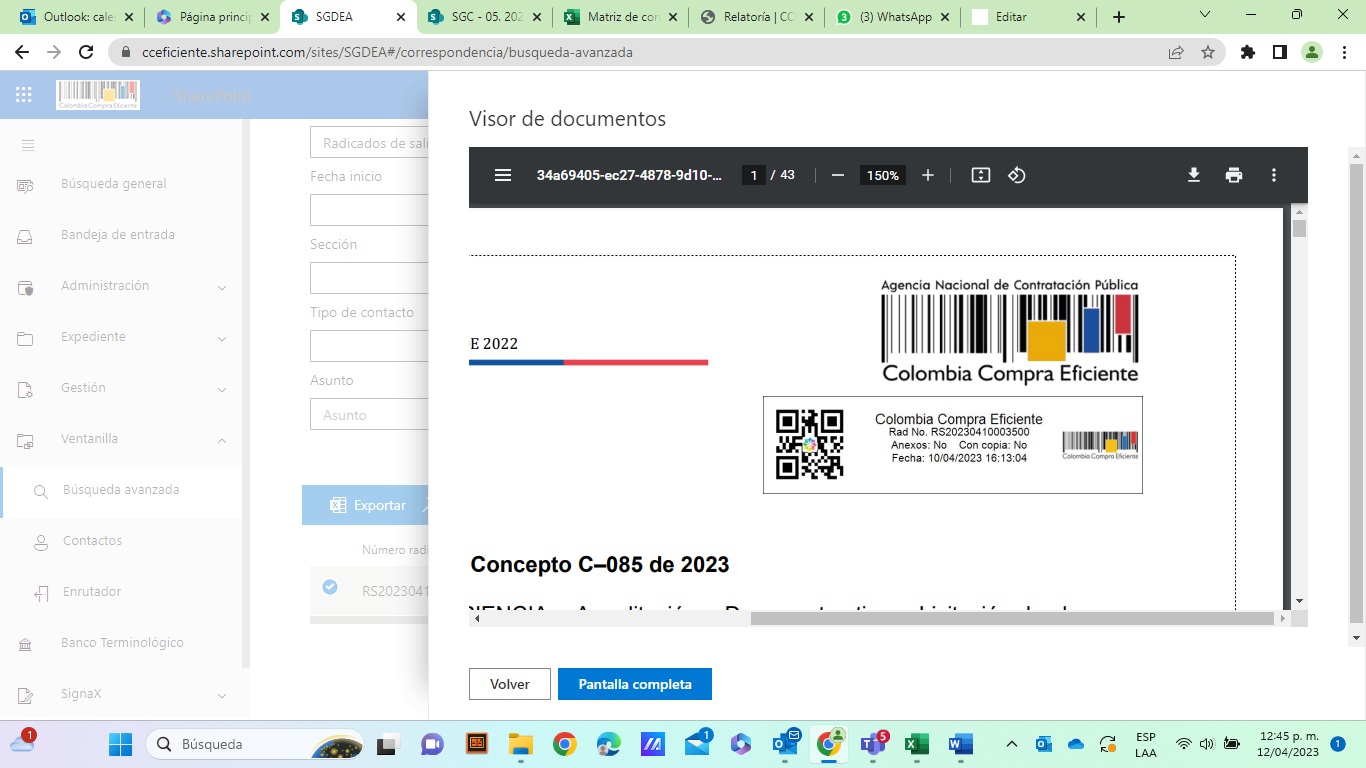 Outlook: cale
Página princip
SGDEA
SGC - 05. 202
Matriz de con
Relatoría | CC
(3) WhatsApp
Editar
cceficiente.sharepoint.com/sites/SGDEA#/correspondencia/busqueda-avanzada
Colombia Compra Eficiente
SharePoint
Búsqueda general
Bandeja de entrada
Administración
Expediente
Gestión
Ventanilla
Búsqueda avanzada
Contactos
Enrutador
Banco Terminológico
SignaX
Radicados de sali
Fecha inicio
Sección
Tipo de contacto
Asunto
Asunto
Exportar
Número radi
RS2023041
Visor de documentos
34a69405-ec27-4878-9d10-...
1 / 43
150%
Agencia Nacional de Contratación Pública
Colombia Compra Eficiente
E 2022
Colombia Compra Eficiente
Rad No. RS20230410003500
Anexos: No Con copia: No
Fecha: 10/04/2023 16:13:04
Colombia Compra Eficiente
Concepto C–085 de 2023
Volver
Pantalla completa
1
Búsqueda
1
5
ESP
LAA
12:45 p. m.
12/04/2023
1